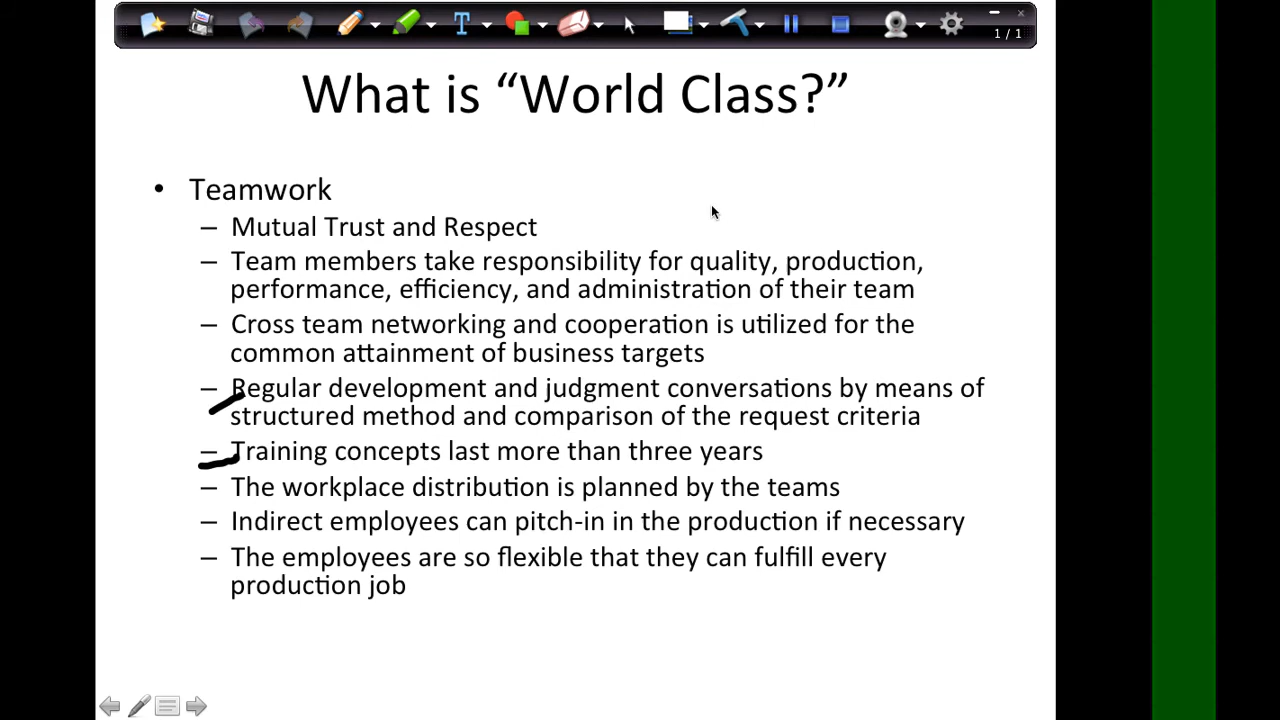 1 / 1
What is “World Class?”
• Teamwork
– Mutual Trust and Respect
– Team members take responsibility for quality, production,
performance, efficiency, and administration of their team
– Cross team networking and cooperation is utilized for the
common attainment of business targets
– Regular development and judgment conversations by means of
structured method and comparison of the request criteria
– Training concepts last more than three years
– The workplace distribution is planned by the teams
– Indirect employees can pitch-in in the production if necessary
– The employees are so flexible that they can fulfill every
production job